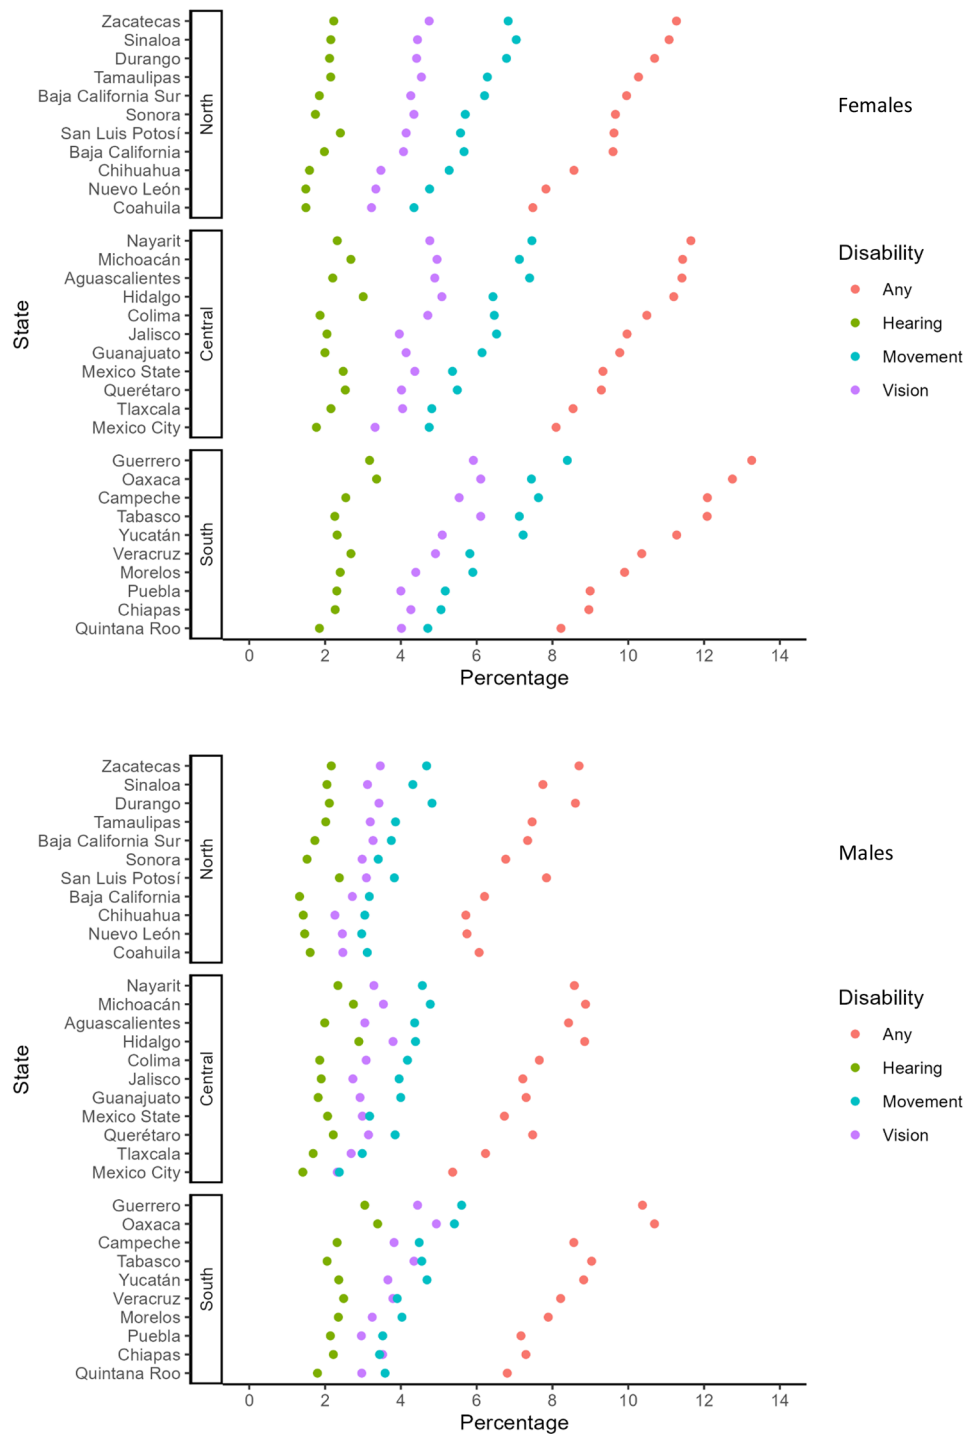 Zacatecas
Sinaloa
Durango
Tamaulipas
Baja California Sur
Sonora
San Luis Potosí
Baja California
Chihuahua
Nuevo León
Coahuila
North
Nayarit
Michoacán
Aguascalientes
Hidalgo
Colima
Jalisco
Guanajuato
Mexico State
Querétaro
Tlaxcala
Mexico City
Central
Guerrero
Oaxaca
Campeche
Tabasco
Yucatán
Veracruz
Morelos
Puebla
Chiapas
Quintana Roo
South
State
0 2 4 6 8 10 12 14
Percentage
Females
Disability
Any
Hearing
Movement
Vision
Zacatecas
Sinaloa
Durango
Tamaulipas
Baja California Sur
Sonora
San Luis Potosí
Baja California
Chihuahua
Nuevo León
Coahuila
North
Nayarit
Michoacán
Aguascalientes
Hidalgo
Colima
Jalisco
Guanajuato
Mexico State
Querétaro
Tlaxcala
Mexico City
Central
Guerrero
Oaxaca
Campeche
Tabasco
Yucatán
Veracruz
Morelos
Puebla
Chiapas
Quintana Roo
South
State
0 2 4 6 8 10 12 14
Percentage
Males
Disability
Any
Hearing
Movement
Vision